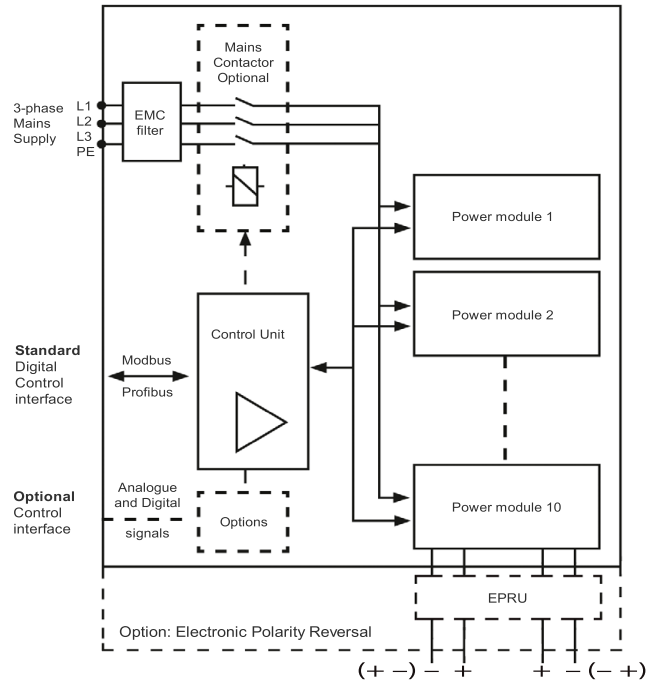 Mains
Contactor
Optional
3-phase
Mains
Supply
L1
L2
L3
PE
EMC
filter
Power module 1
Power module 2
Control Unit
Standard
Digital
Control
interface
Modbus
Profibus
Optional
Control
interface
Analogue
and Digital
signals
Options
Power module 10
EPRU
Option: Electronic Polarity Reversal
(+ –) – + + – (– +)